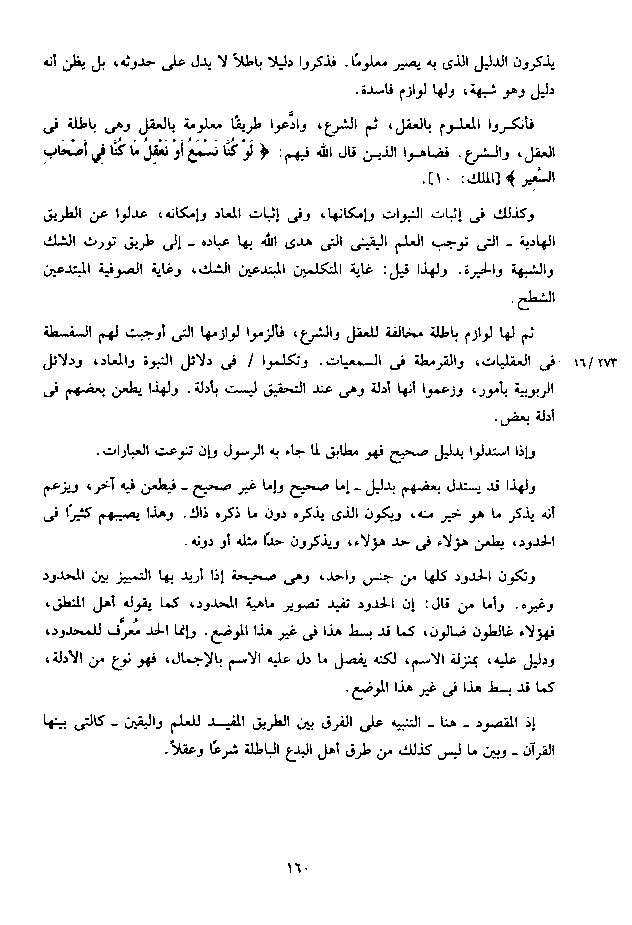 يذكرون الدليل الذى به يصير معلومًا. فذكروا دليلا باطلاً لا يدل على حدوثه، بل يظن أنه
دليل وهو شبهة، ولها لوازم فاسدة.
فأنكروا المعلوم بالعقل، ثم الشرع، وادَّعوا طريقًا معلومة بالعقل وهى باطلة فى
العقل، والشرع. فضاهوا الذين قال الله فيهم: ﴿ لَوْ كُنَّا نَسْمَعُ أَوْ نَعْقِلُ مَا كُنَّا فِي أَصْحَابِ
السَّعِيرِ ﴾ [الملك: ١٠].
وكذلك فى إثبات النبوات وإمكانها، وفى إثبات المعاد وإمكانه، عدلوا عن الطريق
الهادية ــ التى توجب العلم اليقينى التى هدى الله بها عباده ــ إلى طريق تورث الشك
والشبهة والحيرة. ولهذا قيل: غاية المتكلمين المبتدعين الشك، وغاية الصوفية المبتدعين
الشطح.
ثم لها لوازم باطلة مخالفة للعقل والشرع، فألزموا لوازمها التى أوجبت لهم السفسطة
١٦/٢٧٣ فى العقليات، والقرمطة فى السمعيات. وتكلموا / فى دلائل النبوة والمعاد، ودلائل
الربوبية بأمور، وزعموا أنها أدلة وهى عند التحقيق ليست بأدلة. ولهذا يطعن بعضهم فى
أدلة بعض.
وإذا استدلوا بدليل صحيح فهو مطابق لما جاء به الرسول وإن تنوعت العبارات.
ولهذا قد يستدل بعضهم بدليل ــ إما صحيح وإما غير صحيح ــ فيطعن فيه آخر، ويزعم
أنه يذكر ما هو خير منه، ويكون الذى يذكره دون ما ذكره ذاك. وهذا يصيبهم كثيرًا فى
الحدود، يطعن هؤلاء فى حد هؤلاء، ويذكرون حدًا مثله أو دونه.
وتكون الحدود كلها من جنس واحد، وهى صحيحة إذا أريد بها التمييز بين المحدود
وغيره. وأما من قال: إن الحدود تفيد تصوير ماهية المحدود، كما يقوله أهل المنطق،
فهؤلاء غالطون ضالون، كما قد بسط هذا فى غير هذا الموضع. وإنما الحد مُعرَّف للمحدود،
ودليل عليه، بمنزلة الاسم، لكنه يفصل ما دل عليه الاسم بالإجمال، فهو نوع من الأدلة،
كما قد بسط هذا فى غير هذا الموضع.
إذ المقصود ــ هنا ــ التنبيه على الفرق بين الطريق المفيد للعلم واليقين ــ كالتى بينها
القرآن ــ وبين ما ليس كذلك من طرق أهل البدع الباطلة شرعًا وعقلاً.
١٦٠